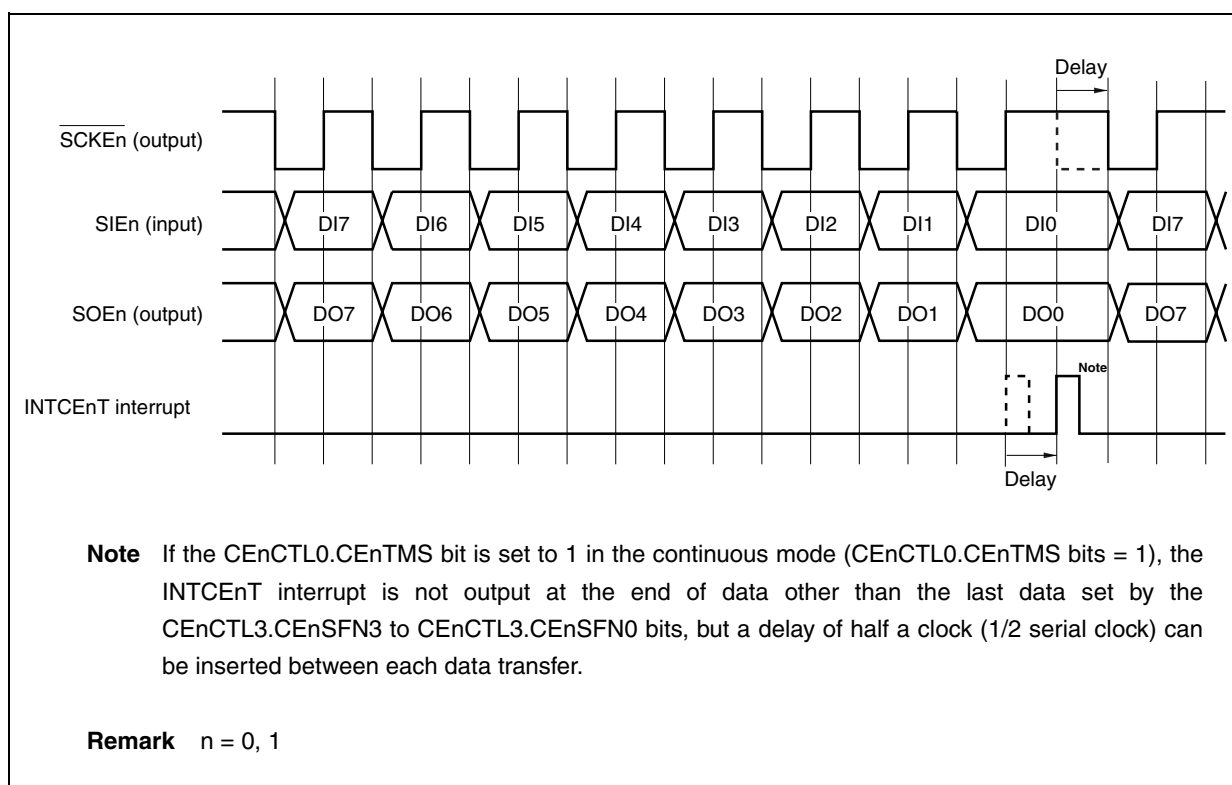 Delay
SCKEn (output)
SIEn (input) DI7 DI6 DI5 DI4 DI3 DI2 DI1 DI0 DI7
SOEn (output) DO7 DO6 DO5 DO4 DO3 DO2 DO1 DO0 DO7
Note
INTCEnT interrupt
Delay
Note If the CEnCTL0.CEnTMS bit is set to 1 in the continuous mode (CEnCTL0.CEnTMS bits = 1), the
INTCEnT interrupt is not output at the end of data other than the last data set by the
CEnCTL3.CEnSFN3 to CEnCTL3.CEnSFN0 bits, but a delay of half a clock (1/2 serial clock) can
be inserted between each data transfer.
Remark n = 0, 1